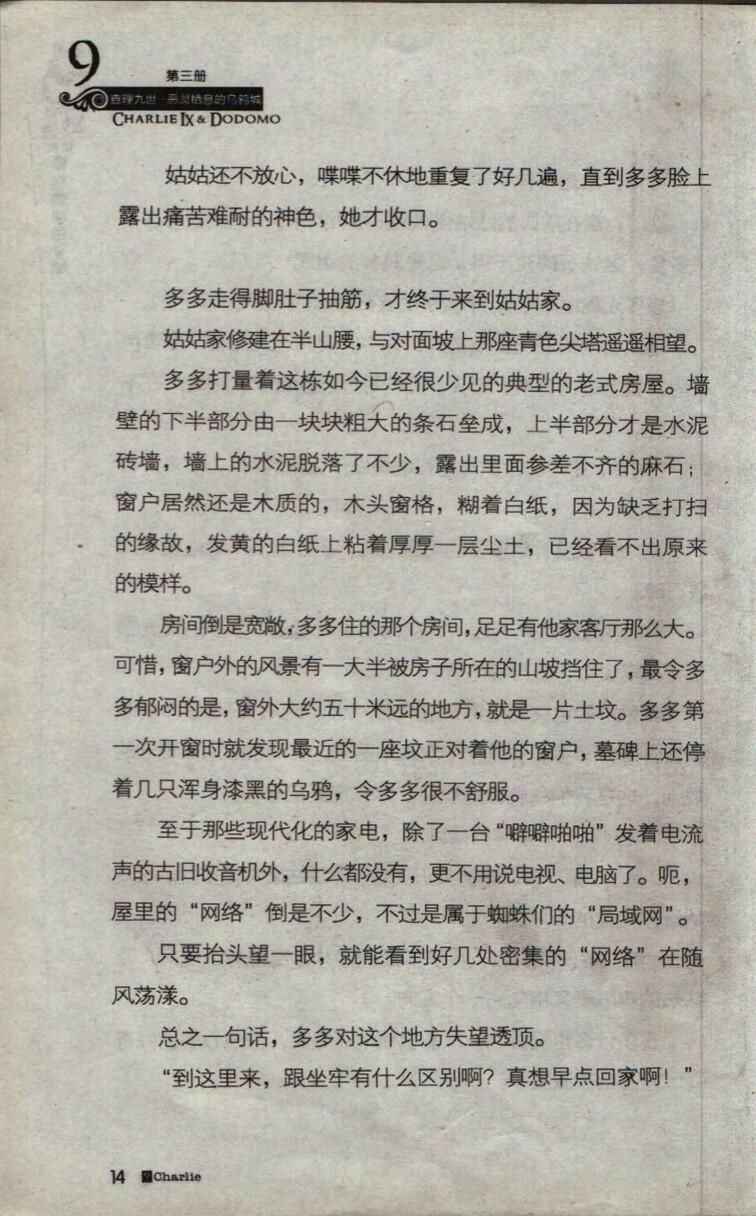 9
第三册
查理九世·恶灵栖息的乌鸦城
CHARLIE IX & DODOMO
姑姑还不放心，喋喋不休地重复了好几遍，直到多多脸上
露出痛苦难耐的神色，她才收口。
多多走得脚肚子抽筋，才终于来到姑姑家。
姑姑家修建在半山腰，与对面坡上那座青色尖塔遥遥相望。
多多打量着这栋如今已经很少见的典型的老式房屋。墙
壁的下半部分由一块块粗大的条石垒成，上半部分才是水泥
砖墙，墙上的水泥脱落了不少，露出里面参差不齐的麻石；
窗户居然还是木质的，木头窗格，糊着白纸，因为缺乏打扫
的缘故，发黄的白纸上粘着厚厚一层尘土，已经看不出原来
的模样。
房间倒是宽敞，多多住的那个房间，足足有他家客厅那么大。
可惜，窗户外的风景有一大半被房子所在的山坡挡住了，最令多
多郁闷的是，窗外大约五十米远的地方，就是一片土坟。多多第
一次开窗时就发现最近的一座坟正对着他的窗户，墓碑上还停
着几只浑身漆黑的乌鸦，令多多很不舒服。
至于那些现代化的家电，除了一台“噼噼啪啪”发着电流
声的古旧收音机外，什么都没有，更不用说电视、电脑了。呃，
屋里的“网络”倒是不少，不过是属于蜘蛛们的“局域网”。
只要抬头望一眼，就能看到好几处密集的“网络”在随
风荡漾。
总之一句话，多多对这个地方失望透顶。
“到这里来，跟坐牢有什么区别啊？真想早点回家啊！”
14 Charlie